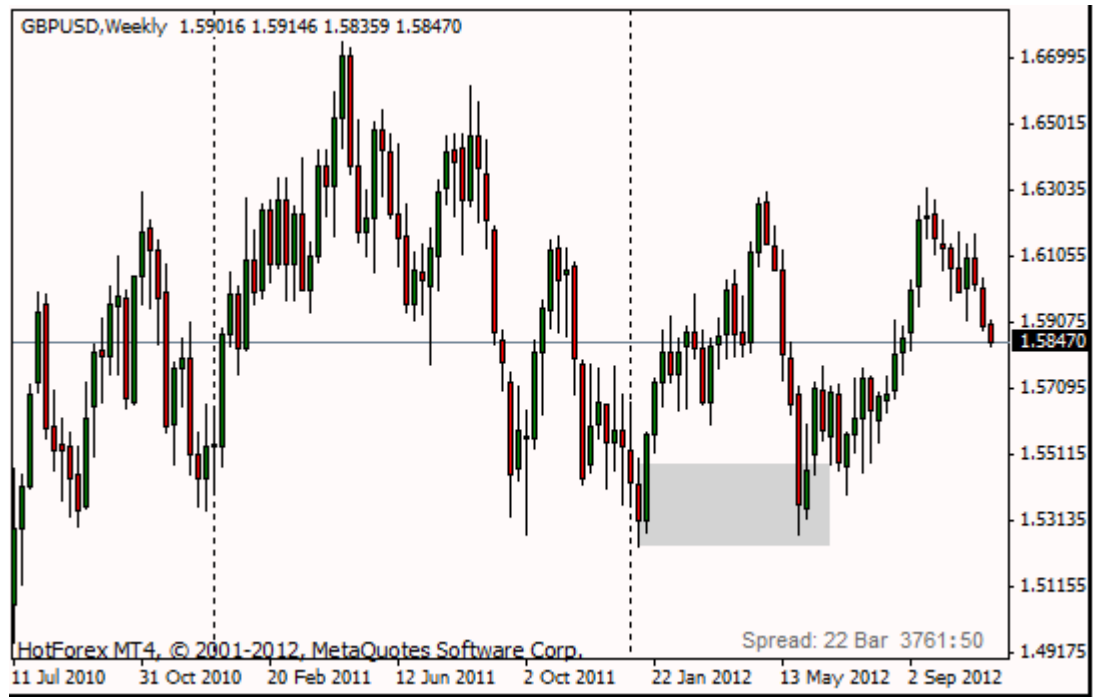 GBPUSD,Weekly 1.59016 1.59146 1.58359 1.58470
1.66995
1.65015
1.63035
1.61055
1.59075
1.58470
1.57095
1.55115
1.53135
1.51155
1.49175
Spread: 22 Bar 3761:50
HotForex MT4, © 2001-2012, MetaQuotes Software Corp.
11 Jul 2010 31 Oct 2010 20 Feb 2011 12 Jun 2011 2 Oct 2011 22 Jan 2012 13 May 2012 2 Sep 2012